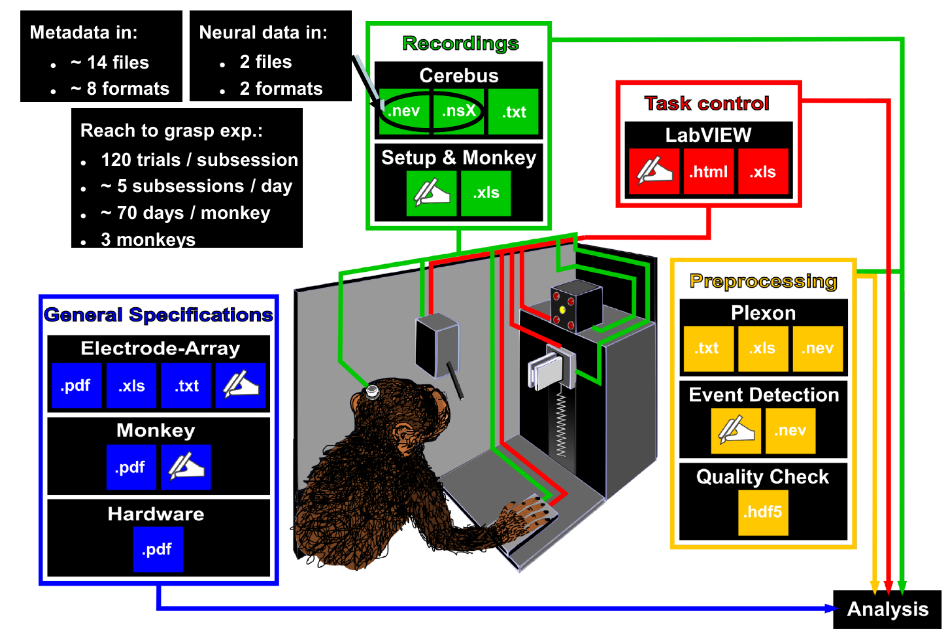 Metadata in:
• ~ 14 files
• ~ 8 formats
Neural data in:
• 2 files
• 2 formats
Reach to grasp exp.:
• 120 trials / subsession
• ~ 5 subsessions / day
• ~ 70 days / monkey
• 3 monkeys
Recordings
Cerebus
.nev .nsX .txt
Setup & Monkey
.xls
Task control
LabVIEW
.html .xls
General Specifications
Electrode-Array
.pdf .xls .txt
Monkey
.pdf
Hardware
.pdf
Preprocessing
Plexon
.txt .xls .nev
Event Detection
.nev
Quality Check
.hdf5
Analysis